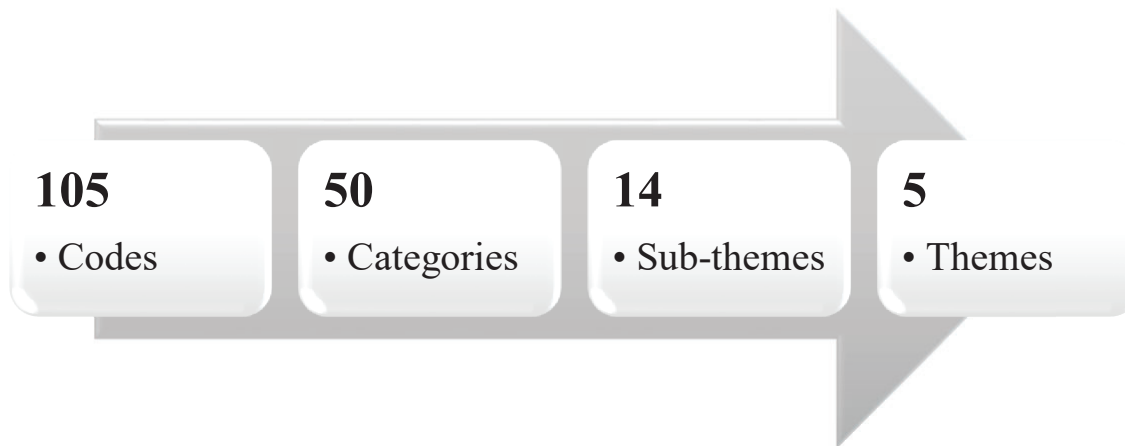 105
• Codes
50
• Categories
14
• Sub-themes
5
• Themes